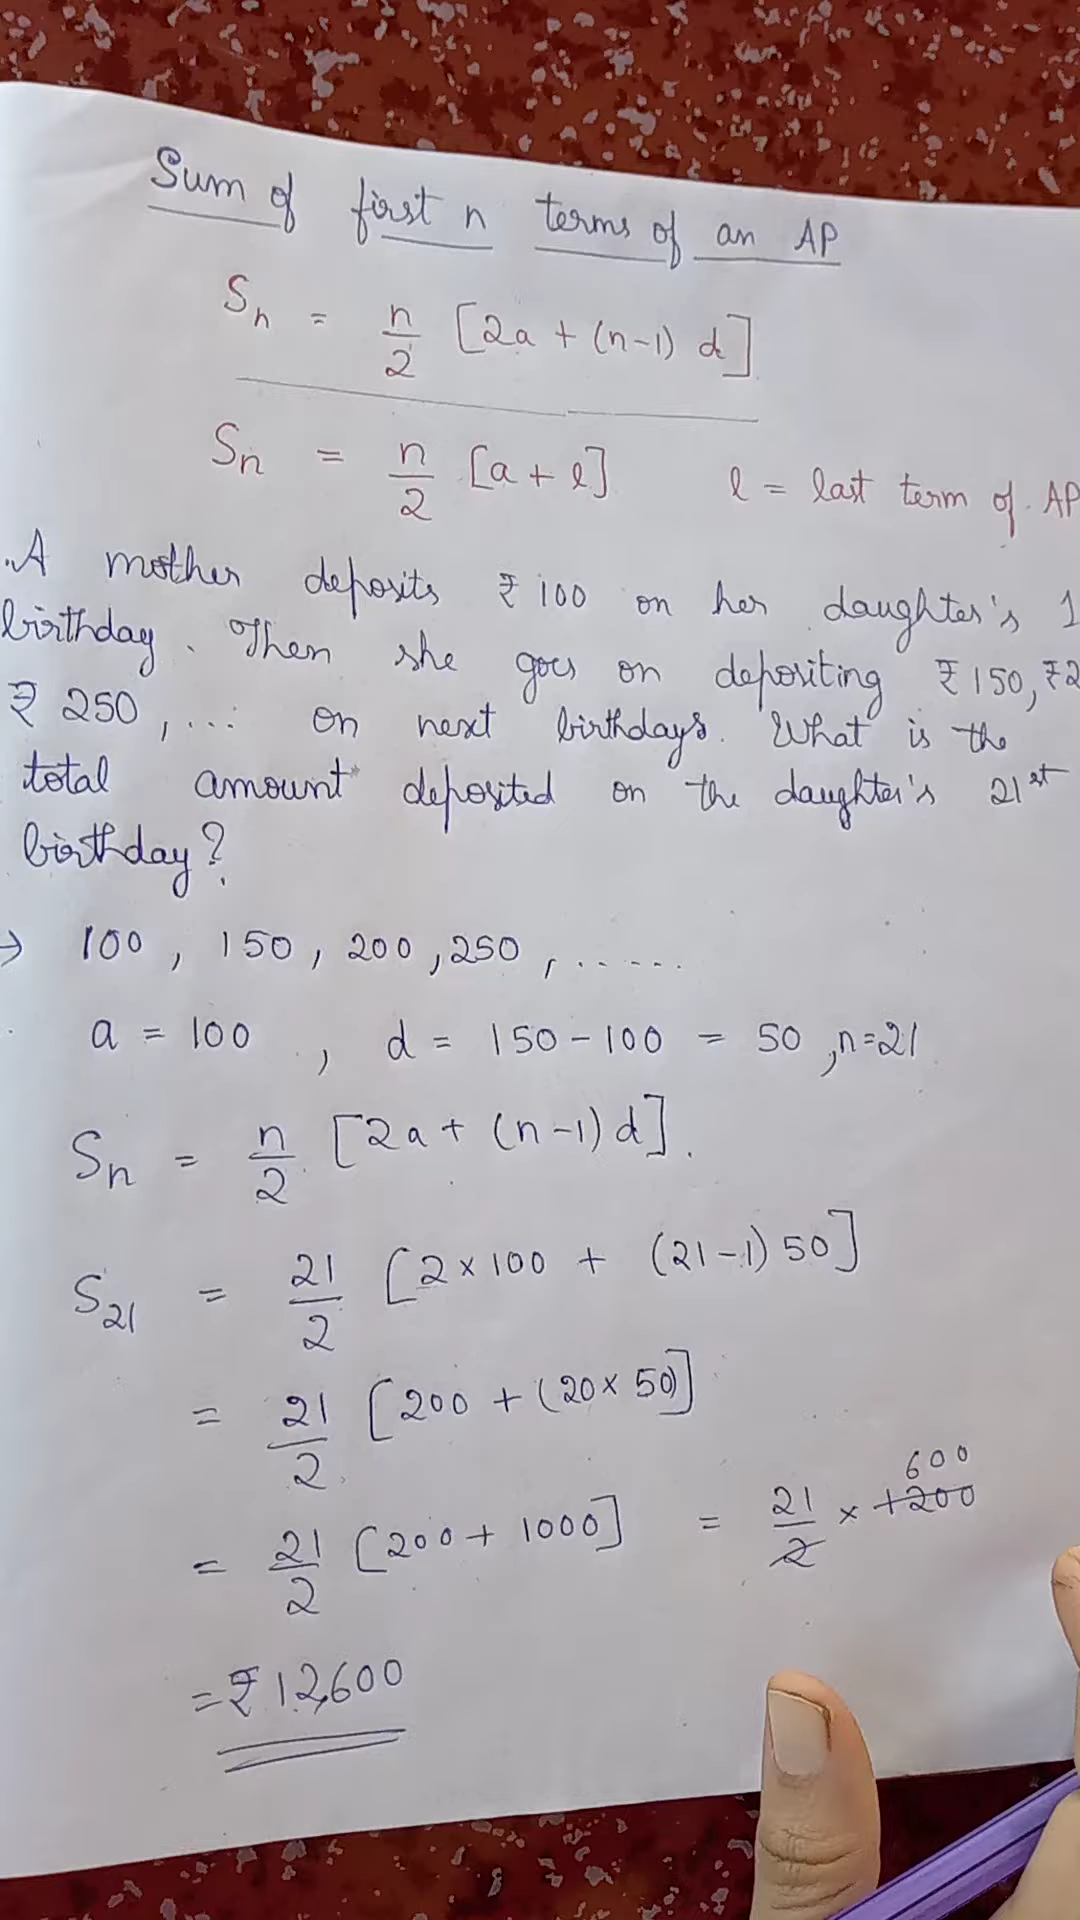 Sum of first n terms of an AP
Sn = n/2 [2a + (n-1) d]
Sn = n/2 [a + l] l = last term of AP
A mother deposits ₹ 100 on her daughter's 1
birthday. Then she goes on depositing ₹ 150, ₹ 2
₹ 250, ... on next birthdays. What is the
total amount deposited on the daughter's 21st
birthday?
→ 100, 150, 200, 250, ......
a = 100, d = 150 - 100 = 50, n=21
Sn = n/2 [2a + (n-1) d].
S21 = 21/2 [2 × 100 + (21-1) 50]
= 21/2 [200 + (20 × 50)]
600
= 21/2 [200 + 1000] = 21/2 × 1200
= ₹ 12,600